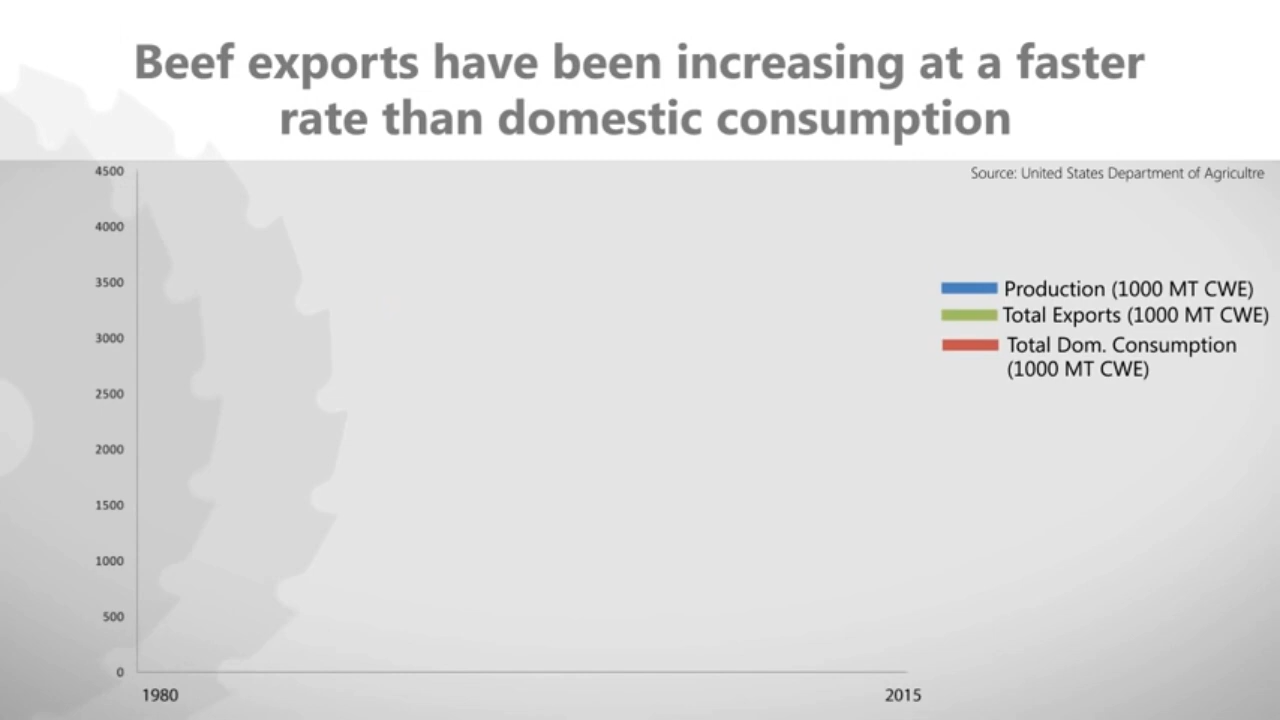 Beef exports have been increasing at a faster
rate than domestic consumption
Source: United States Department of Agricultre
4500
4000
3500
3000
2500
2000
1500
1000
500
0
1980
2015
Production (1000 MT CWE)
Total Exports (1000 MT CWE)
Total Dom. Consumption
(1000 MT CWE)